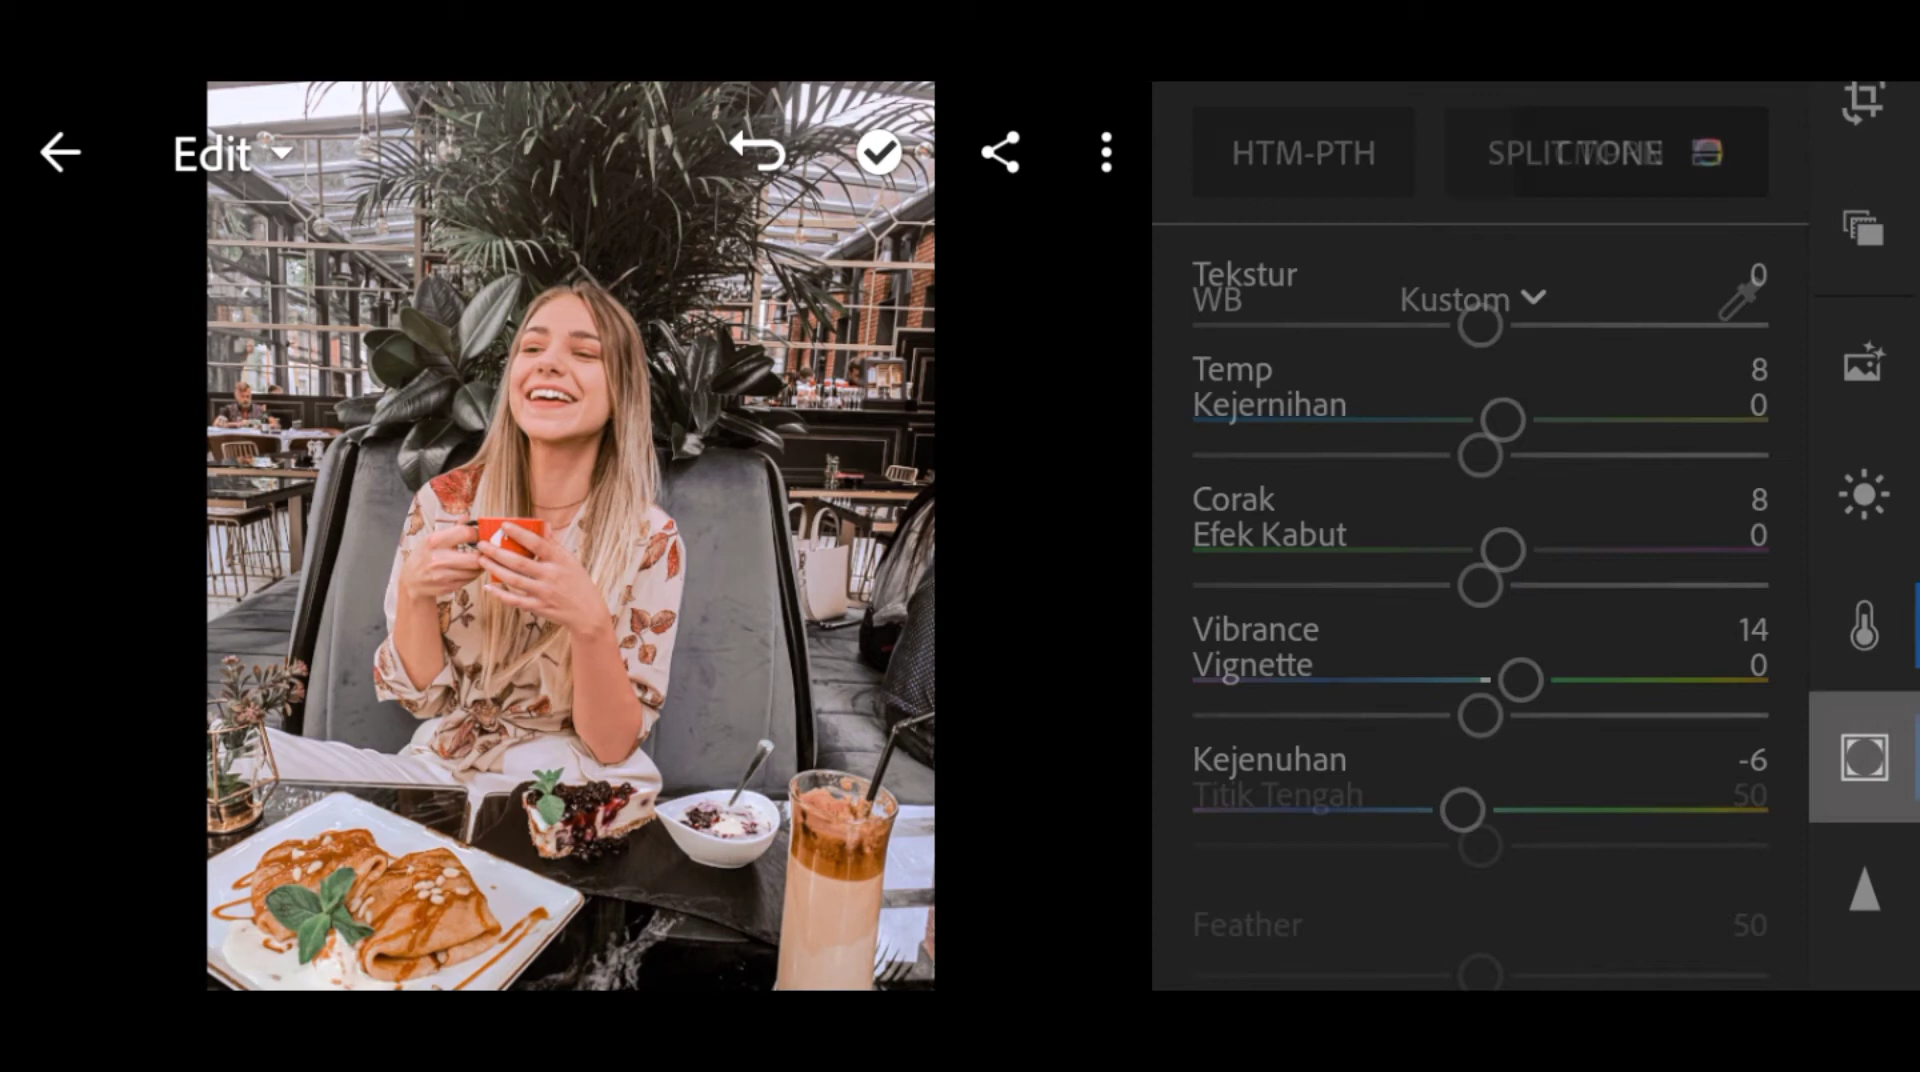 Edit
HTM-PTH
SPLIT TONE
Tekstur 0
WB Kustom
Temp 8
Kejernihan 0
Corak 8
Efek Kabut 0
Vibrance 14
Vignette 0
Kejenuhan -6
Titik Tengah 50
Feather 50